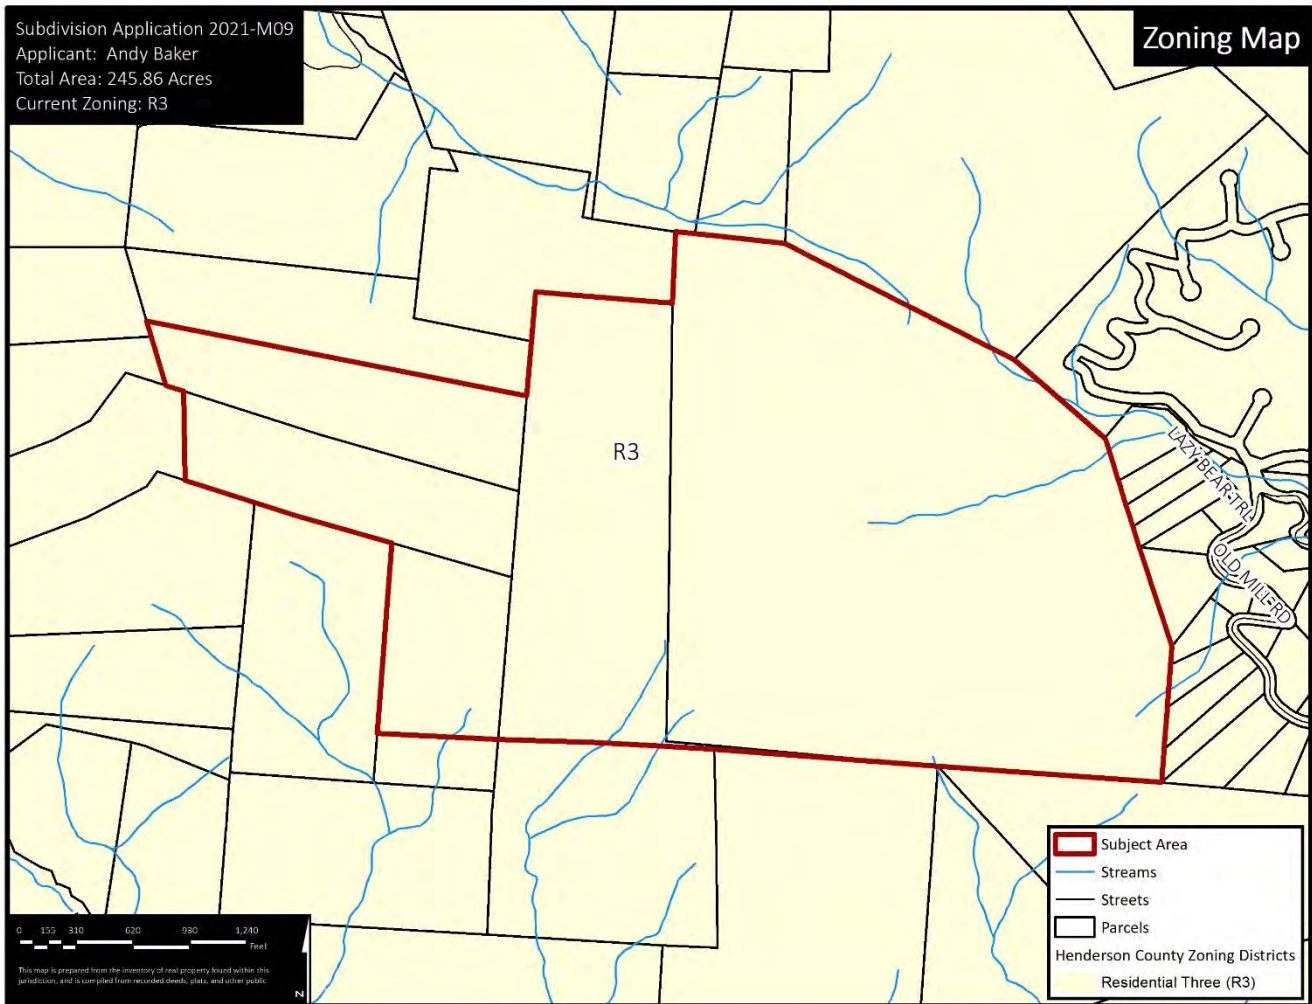 Subdivision Application 2021-M09
Applicant: Andy Baker
Total Area: 245.86 Acres
Current Zoning: R3
Zoning Map
R3
LAZY BEAR TRL
OLD MILL RD
Subject Area
Streams
Streets
Parcels
Henderson County Zoning Districts
Residential Three (R3)
0 155 310 620 930 1,240
Feet
This map is prepared from the inventory of real property found within this
jurisdiction, and is compiled from recorded deeds, plats, and other public
N